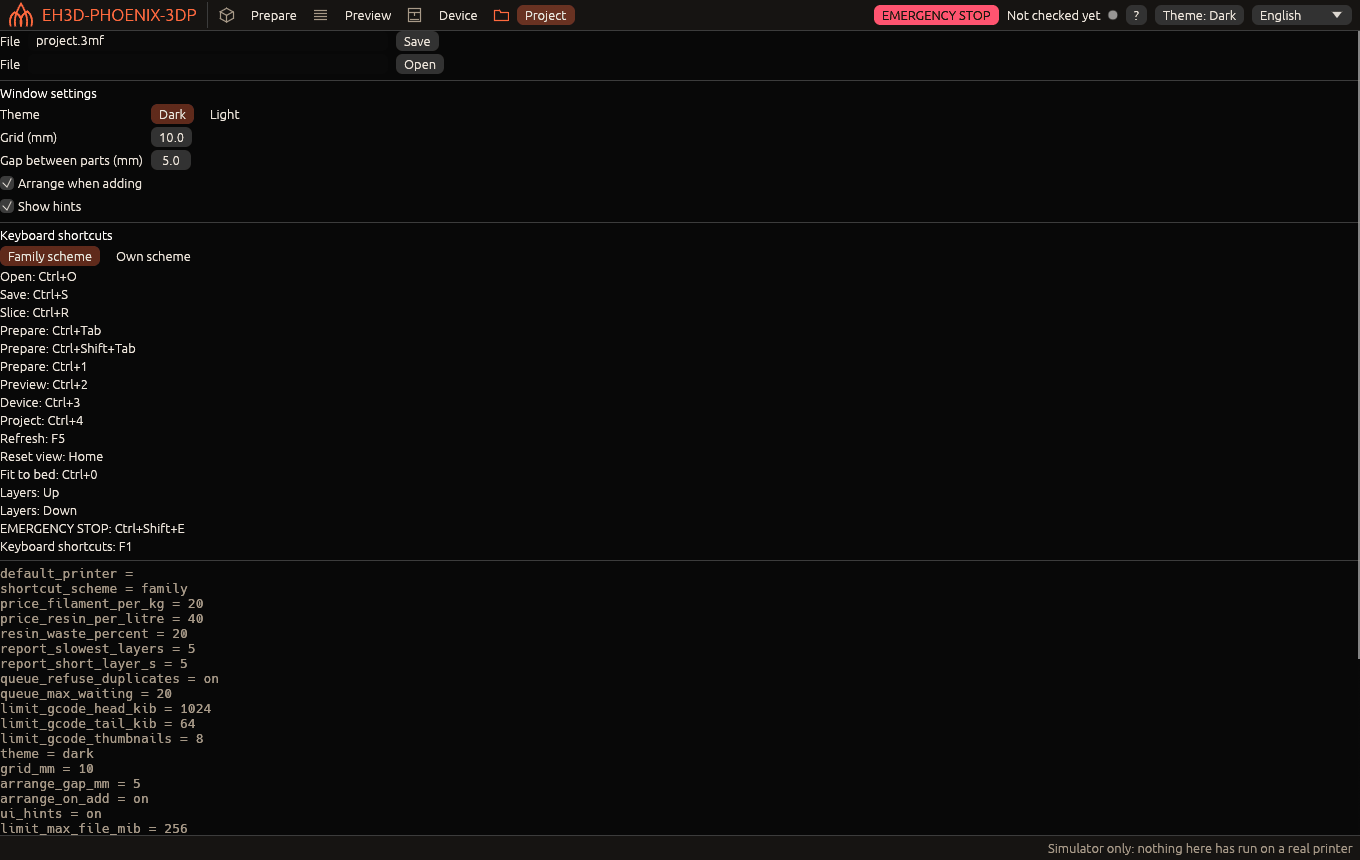 EH3D-PHOENIX-3DP Prepare Preview Device Project EMERGENCY STOP Not checked yet ? Theme: Dark English
File project.3mf Save
File Open
Window settings
Theme Dark Light
Grid (mm) 10.0
Gap between parts (mm) 5.0
Arrange when adding
Show hints
Keyboard shortcuts
Family scheme Own scheme
Open: Ctrl+O
Save: Ctrl+S
Slice: Ctrl+R
Prepare: Ctrl+Tab
Prepare: Ctrl+Shift+Tab
Prepare: Ctrl+1
Preview: Ctrl+2
Device: Ctrl+3
Project: Ctrl+4
Refresh: F5
Reset view: Home
Fit to bed: Ctrl+0
Layers: Up
Layers: Down
EMERGENCY STOP: Ctrl+Shift+E
Keyboard shortcuts: F1
default_printer =
shortcut_scheme = family
price_filament_per_kg = 20
price_resin_per_litre = 40
resin_waste_percent = 20
report_slowest_layers = 5
report_short_layer_s = 5
queue_refuse_duplicates = on
queue_max_waiting = 20
limit_gcode_head_kib = 1024
limit_gcode_tail_kib = 64
limit_gcode_thumbnails = 8
theme = dark
grid_mm = 10
arrange_gap_mm = 5
arrange_on_add = on
ui_hints = on
limit_max_file_mib = 256
Simulator only: nothing here has run on a real printer